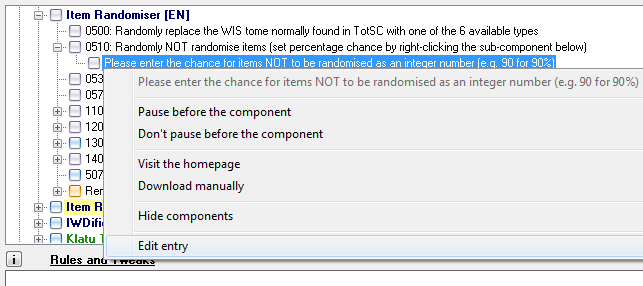 Item Randomiser [EN]
0500: Randomly replace the WIS tome normally found in TotSC with one of the 6 available types
0510: Randomly NOT randomise items (set percentage chance by right-clicking the sub-component below)
Please enter the chance for items NOT to be randomised as an integer number (e.g. 90 for 90%)
053
Please enter the chance for items NOT to be randomised as an integer number (e.g. 90 for 90%)
057
110
Pause before the component
120
Don't pause before the component
130
140
Visit the homepage
507
Download manually
Rer
Item R
Hide components
IWDific
Klatu T
Edit entry
i
Rules and Tweaks